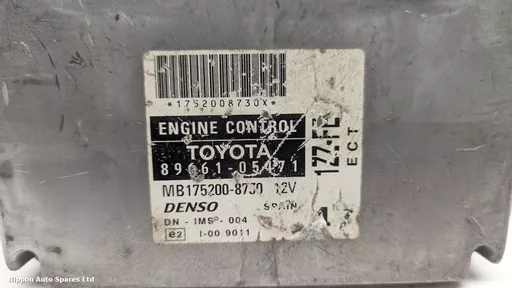 *1752008730X*
ENGINE CONTROL
TOYOTA
89661-05471
MB175200-8730 12V
DENSO SPAIN
DN - IMS - 004
e2 I-00 9011
1ZZ-FE
ECT
Nippon Auto Spares Ltd